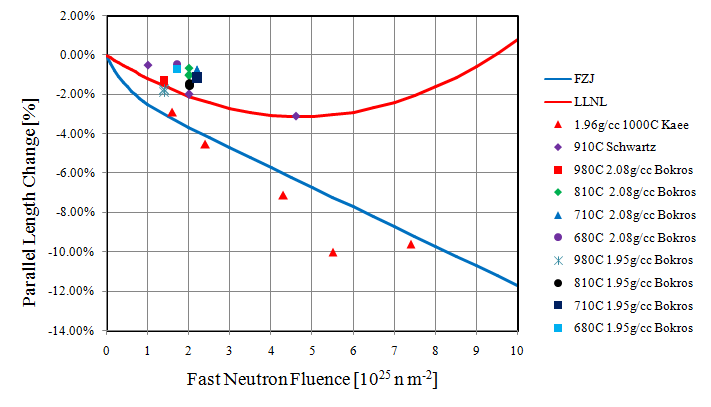 2.00%
0.00%
-2.00%
-4.00%
-6.00%
-8.00%
-10.00%
-12.00%
-14.00%
0 1 2 3 4 5 6 7 8 9 10
Parallel Length Change [%]
Fast Neutron Fluence [10²⁵ n m⁻²]
FZJ
LLNL
1.96g/cc 1000C Kaee
910C Schwartz
980C 2.08g/cc Bokros
810C 2.08g/cc Bokros
710C 2.08g/cc Bokros
680C 2.08g/cc Bokros
980C 1.95g/cc Bokros
810C 1.95g/cc Bokros
710C 1.95g/cc Bokros
680C 1.95g/cc Bokros